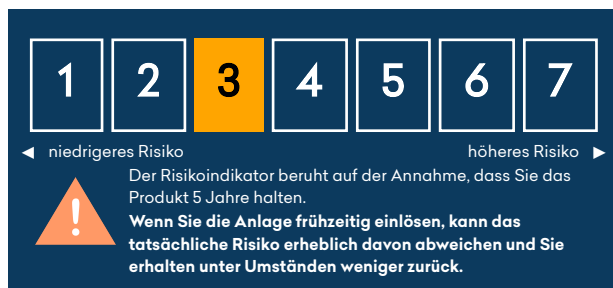 1 2 3 4 5 6 7
◄ niedrigeres Risiko höheres Risiko ►
Der Risikoindikator beruht auf der Annahme, dass Sie das
Produkt 5 Jahre halten.
!
Wenn Sie die Anlage frühzeitig einlösen, kann das
tatsächliche Risiko erheblich davon abweichen und Sie
erhalten unter Umständen weniger zurück.